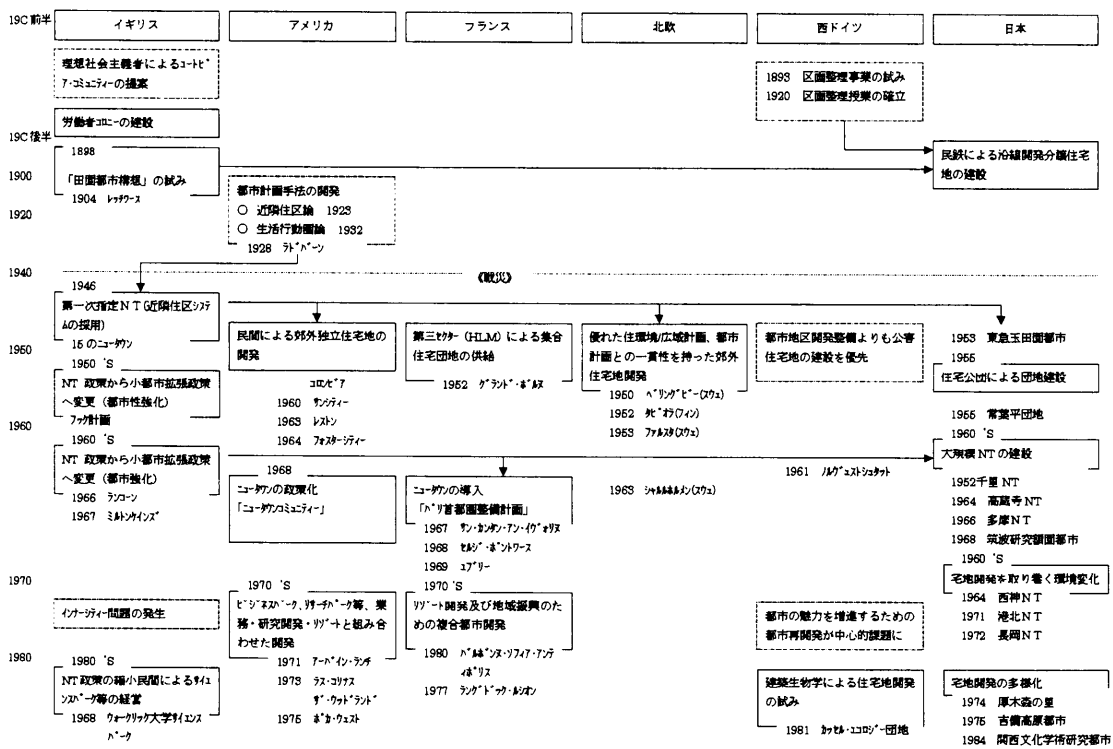 19C 前半
イギリス
アメリカ
フランス
北欧
西ドイツ
日本
理想社会主義者によるユートピ
ア・コミュニティーの提案
労働者コロニーの建設
19C 後半
1898
「田園都市構想」の試み
1904 レッチワース
1900
1920
都市計画手法の開発
○ 近隣住区論 1923
○ 生活行動圏論 1932
1928 ラドバーン
1893 区画整理事業の試み
1920 区画整理授業の確立
民鉄による沿線開発分譲住宅
地の建設
1940
《戦災》
1946
第一次指定NT(近隣住区システ
ムの採用)
15のニュータウン
1950
1950 'S
NT 政策から小都市拡張政策
へ変更(都市性強化)
フック計画
1960
1960 'S
NT 政策から小都市拡張政策
へ変更(都市強化)
1966 ランコーン
1967 ミルトンケインズ
民間による郊外独立住宅地の
開発
コロンビア
1960 サンシティー
1963 レストン
1964 フォスターシティー
1968
ニュータウンの政策化
「ニュータウンコミュニティー」
第三セクター (HLM) による集合
住宅団地の供給
1952 グランド・ボルヌ
ニュータウンの導入
「パリ首都圏整備計画」
1967 サン・カンタン・アン・イヴォリヌ
1968 セルジ・ポントワース
1969 エブリー
優れた住環境/広域計画、都市
計画との一貫性を持った郊外
住宅地開発
1950 ベリングビー(スウェ)
1952 タピオラ(フィン)
1953 ファルスタ(スウェ)
1963 シャルルホルメン(スウェ)
都市地区開発整備よりも公害
住宅地の建設を優先
1961 ノルヴェストシュタット
1953 東急玉田園都市
1955
住宅公団による団地建設
1955 常葉平団地
1960 'S
大規模NTの建設
1952千里NT
1964 高蔵寺NT
1966 多摩NT
1968 筑波研究額面都市
1960 'S
宅地開発を取り巻く環境変化
1964 西神NT
1971 港北NT
1972 長岡NT
1970
インナーシティー問題の発生
1970 'S
ビジネスパーク、リサーチパーク等、業
務・研究開発・リゾートと組み合
わせた開発
1971 アーバイン・ランチ
1973 ラス・コリナス
ザ・ウッドランド
1975 ボカ・ウェスト
1970 'S
リゾート開発及び地域振興のた
めの複合都市開発
1980 バルボンヌ・ソフィア・アンテ
ィポリス
1977 ラングドック・ルシオン
都市の魅力を増進するための
都市再開発が中心的課題に
1980
1980 'S
NT政策の縮小民間によるサイエ
ンスパーク等の経営
1968 ウォークリック大学サイエンス
パーク
建築生物学による住宅地開発
の試み
1981 カッセル・エコロジー団地
宅地開発の多様化
1974 厚木森の里
1975 吉備高原都市
1984 関西文化学術研究都市